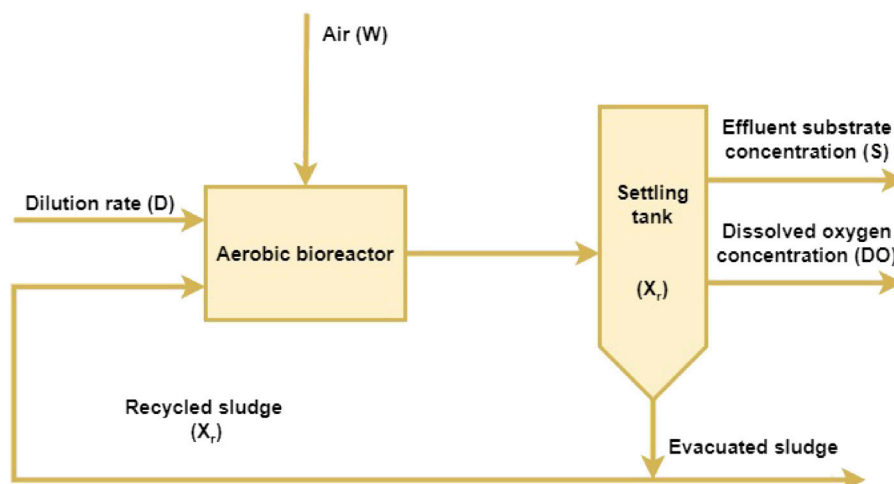 Air (W)
Effluent substrate
concentration (S)
Dilution rate (D)
Settling
tank
Dissolved oxygen
concentration (DO)
Aerobic bioreactor
(Xr)
Recycled sludge
(Xr)
Evacuated sludge